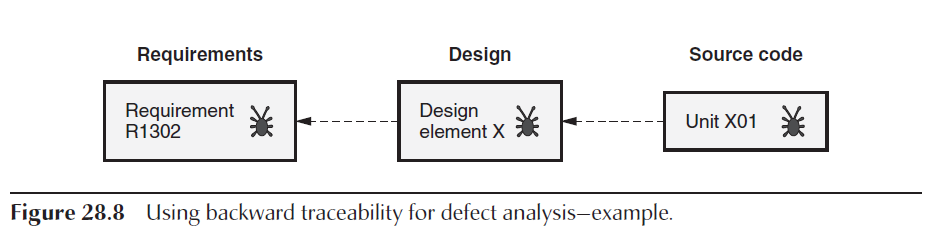 Requirements
Design
Source code
Requirement
R1302
Design
element X
Unit X01
Figure 28.8 Using backward traceability for defect analysis—example.